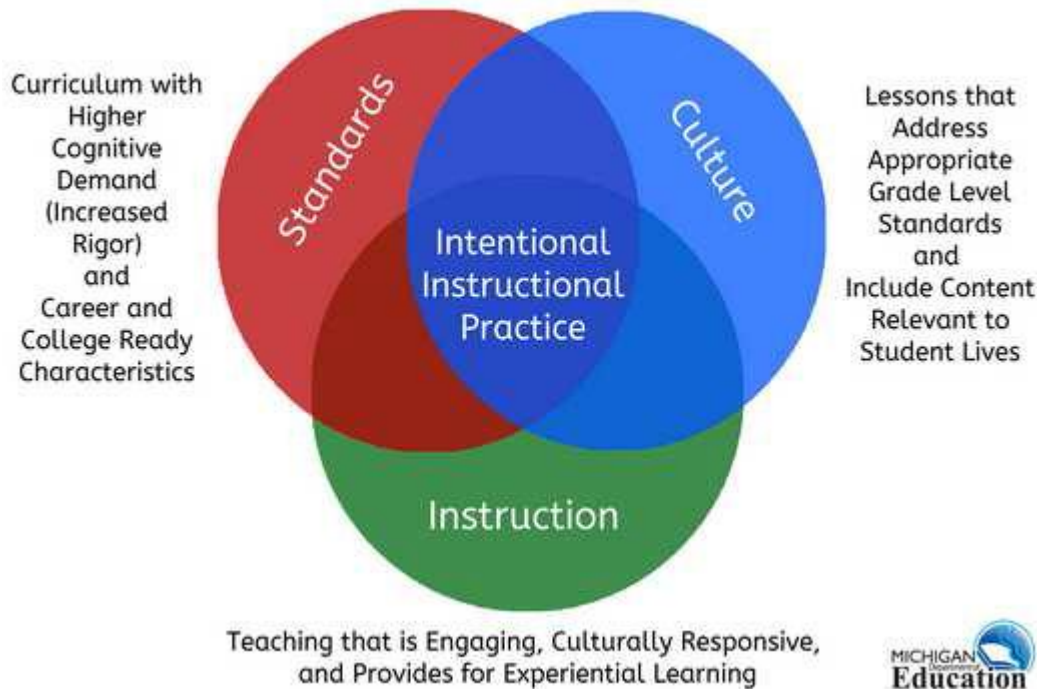 Curriculum with
Higher
Cognitive
Demand
(Increased
Rigor)
and
Career and
College Ready
Characteristics
Standards
Culture
Intentional
Instructional
Practice
Instruction
Lessons that
Address
Appropriate
Grade Level
Standards
and
Include Content
Relevant to
Student Lives
Teaching that is Engaging, Culturally Responsive,
and Provides for Experiential Learning
MICHIGAN
Department of
Education